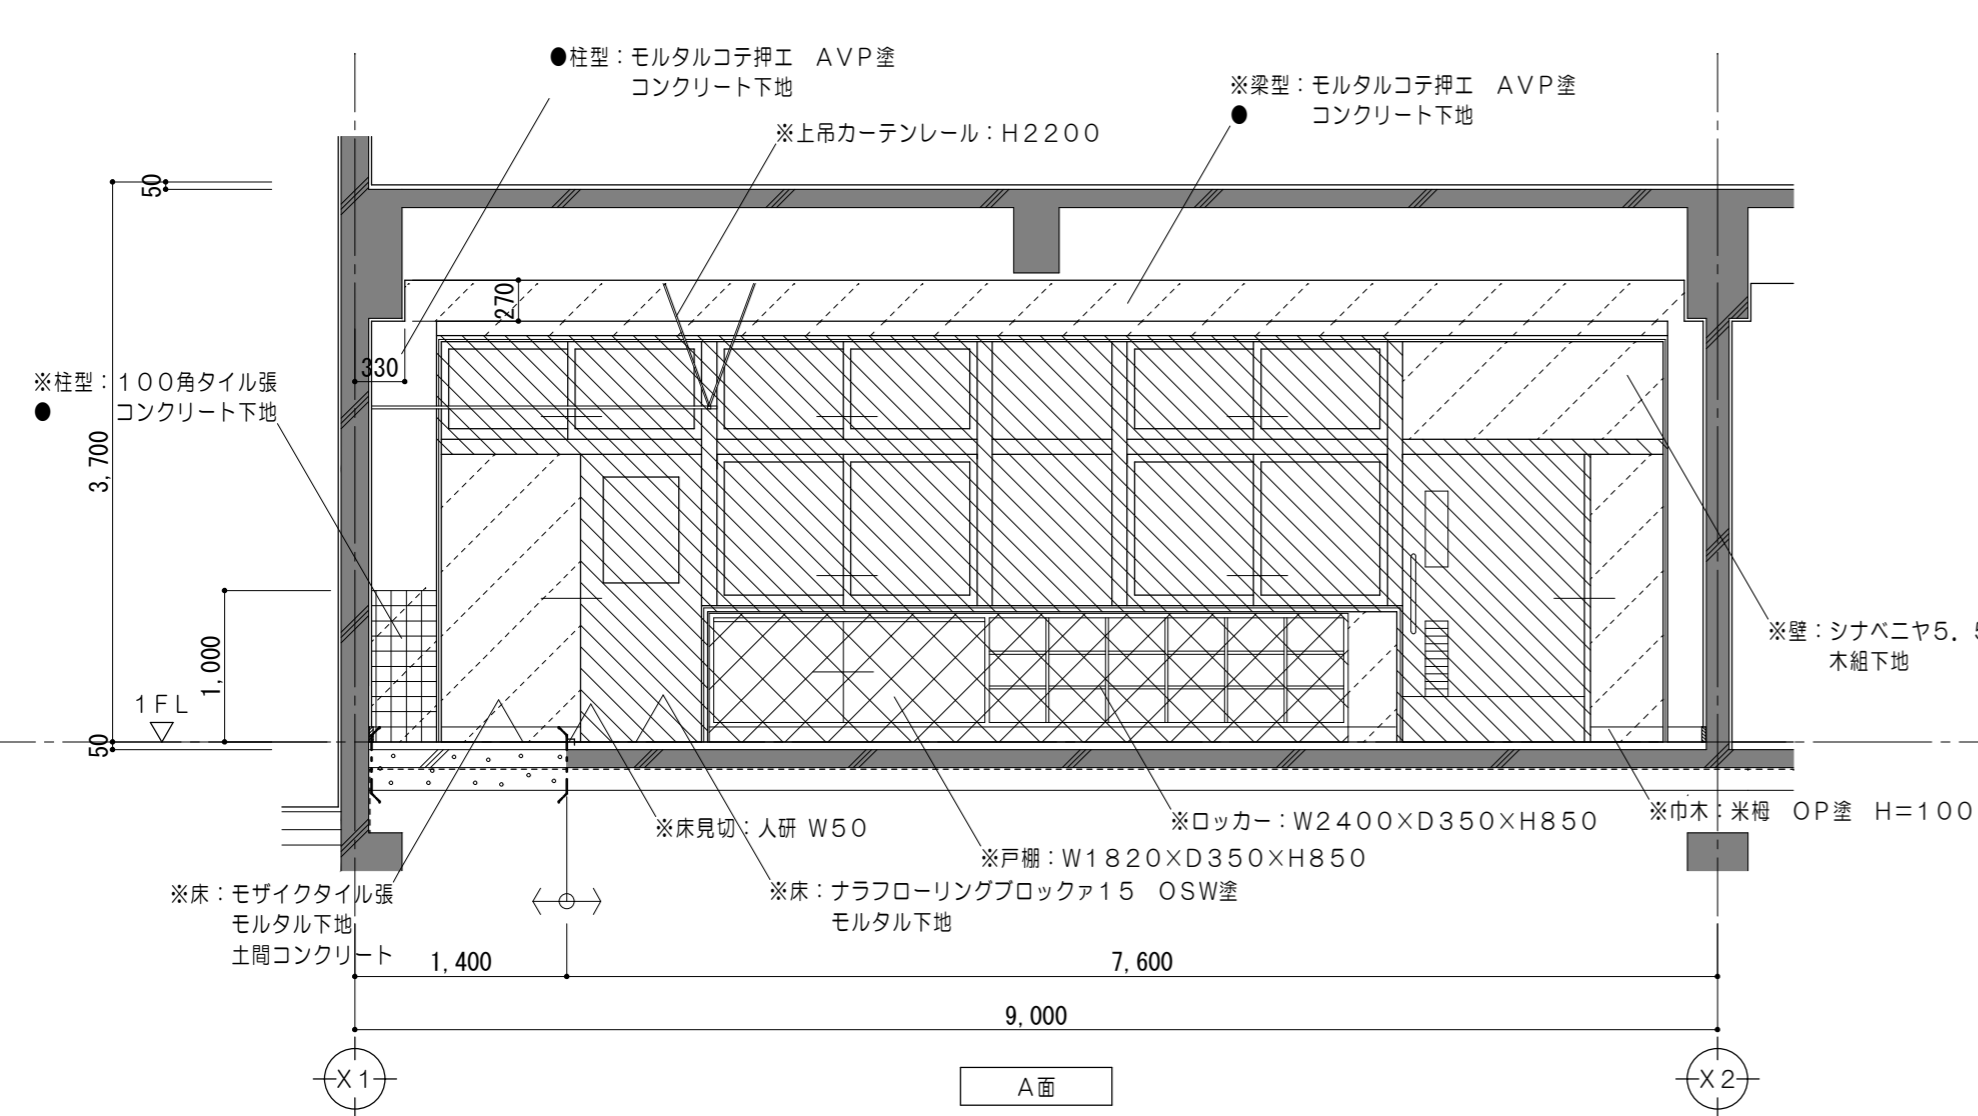 ●柱型：モルタルコテ押エ　ＡＶＰ塗
コンクリート下地
※梁型：モルタルコテ押エ　ＡＶＰ塗
●　コンクリート下地
※上吊カーテンレール：Ｈ２２００
50
270
330
※柱型：１００角タイル張
●　コンクリート下地
3,700
1,000
１ＦＬ
50
※壁：シナベニヤ５．５
木組下地
※巾木：米栂　ＯＰ塗　Ｈ＝１００
※ロッカー：Ｗ２４００×Ｄ３５０×Ｈ８５０
※床見切：人研 Ｗ５０
※戸棚：Ｗ１８２０×Ｄ３５０×Ｈ８５０
※床：モザイクタイル張
モルタル下地
土間コンクリート
※床：ナラフローリングブロックァ１５　ＯＳＷ塗
モルタル下地
1,400
7,600
9,000
Ｘ１
Ａ面
Ｘ２